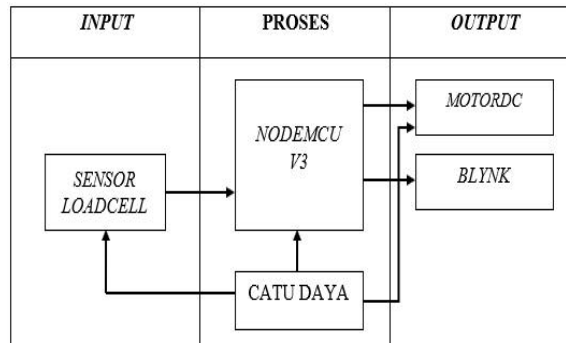 INPUT
PROSES
OUTPUT
SENSOR
LOADCELL
NODEMCU
V3
CATU DAYA
MOTORDC
BLYNK